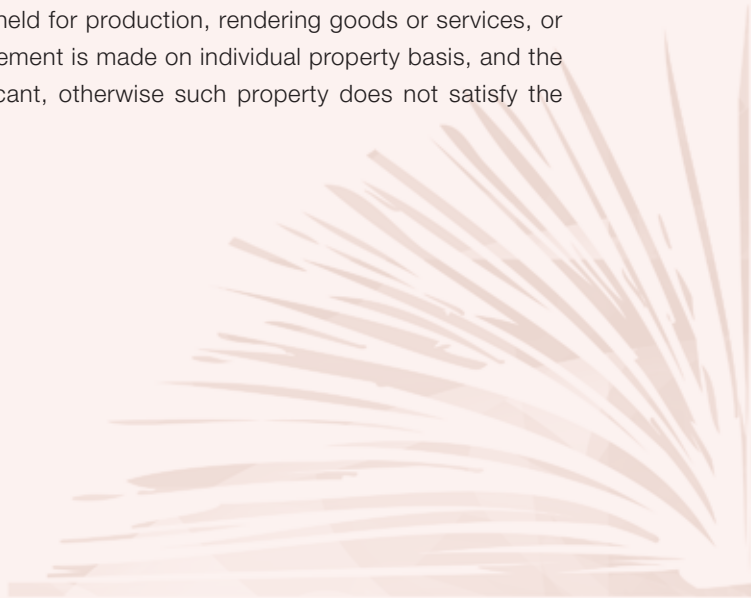 held for production, rendering goods or services, or
ement is made on individual property basis, and the
cant, otherwise such property does not satisfy the